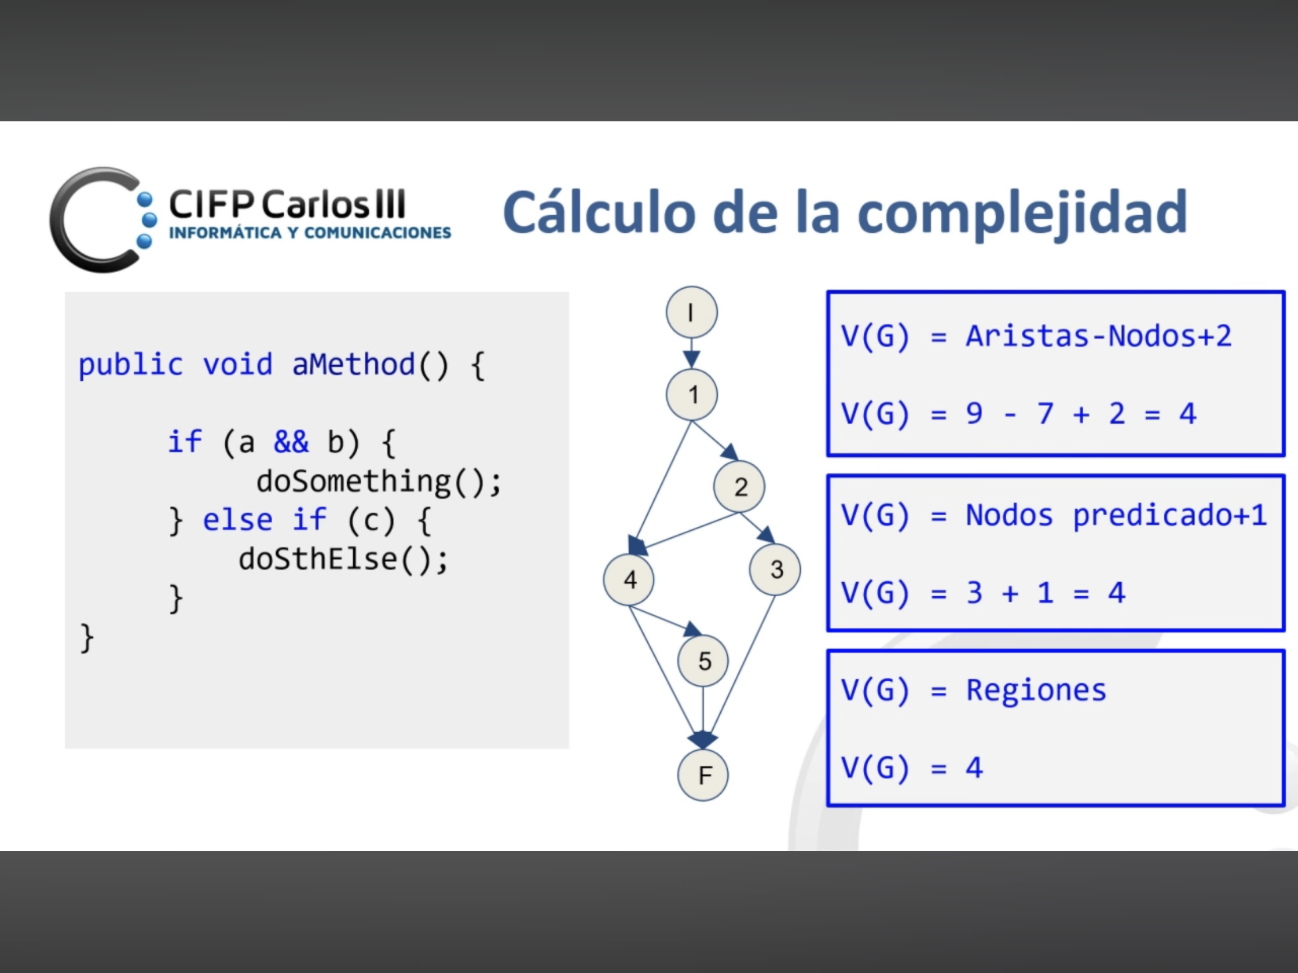 CIFP Carlos III
INFORMÁTICA Y COMUNICACIONES
Cálculo de la complejidad
public void aMethod() {
if (a && b) {
doSomething();
} else if (c) {
doSthElse();
}
}
I
1
2
3
4
5
F
V(G) = Aristas-Nodos+2
V(G) = 9 - 7 + 2 = 4
V(G) = Nodos predicado+1
V(G) = 3 + 1 = 4
V(G) = Regiones
V(G) = 4